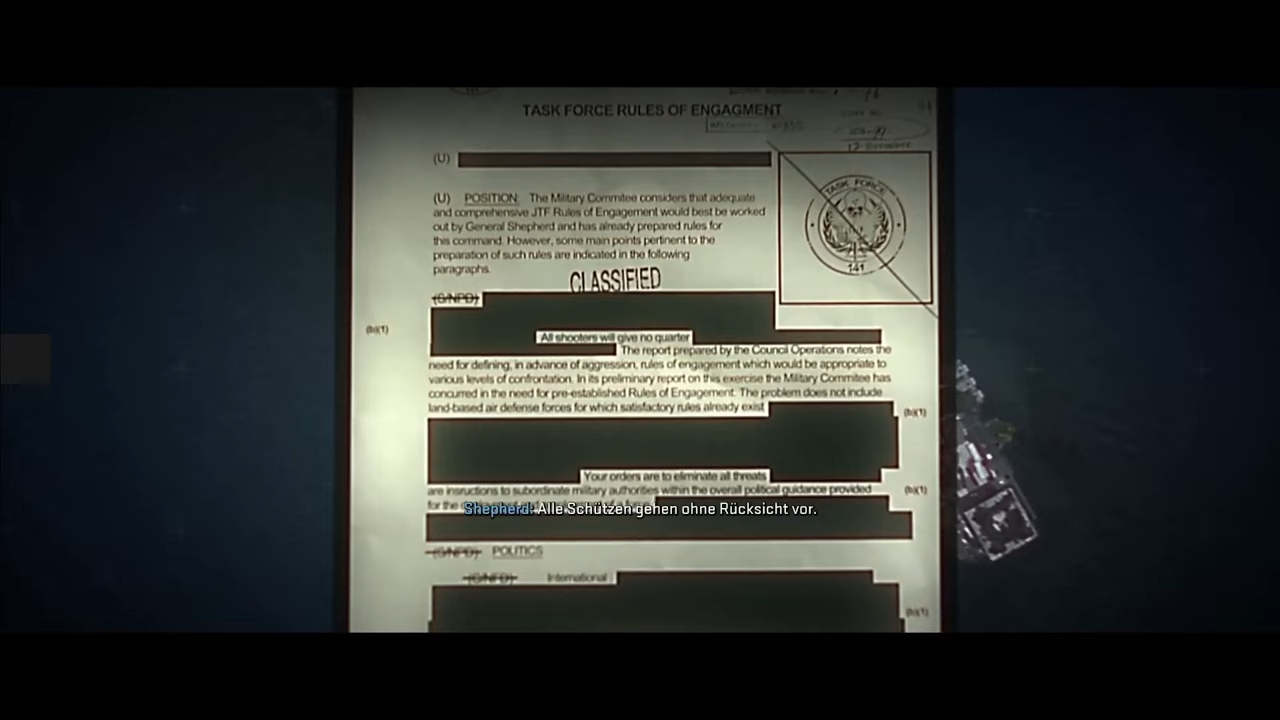 TASK FORCE RULES OF ENGAGMENT
(U)
(U) POSITION: The Military Commitee considers that adequate
and comprehensive JTF Rules of Engagement would best be worked
out by General Shepherd and has already prepared rules for
this command. However, some main points pertinent to the
preparation of such rules are indicated in the following
paragraphs.
TASK FORCE
141
CLASSIFIED
(S/NPD)
(b)(1)
All shooters will give no quarter
The report prepared by the Council Operations notes the
need for defining, in advance of aggression, rules of engagement which would be appropriate to
various levels of confrontation. In its preliminary report on this exercise the Military Commitee has
concurred in the need for pre-established Rules of Engagement. The problem does not include
land-based air defense forces for which satisfactory rules already exist
(b)(1)
Your orders are to eliminate all threats
are insructions to subordinate military authorities within the overall political guidance provided
(b)(1)
for the
Shepherd: Alle Schützen gehen ohne Rücksicht vor.
(S/NPD) POLITICS
(S/NFD) International
(b)(1)